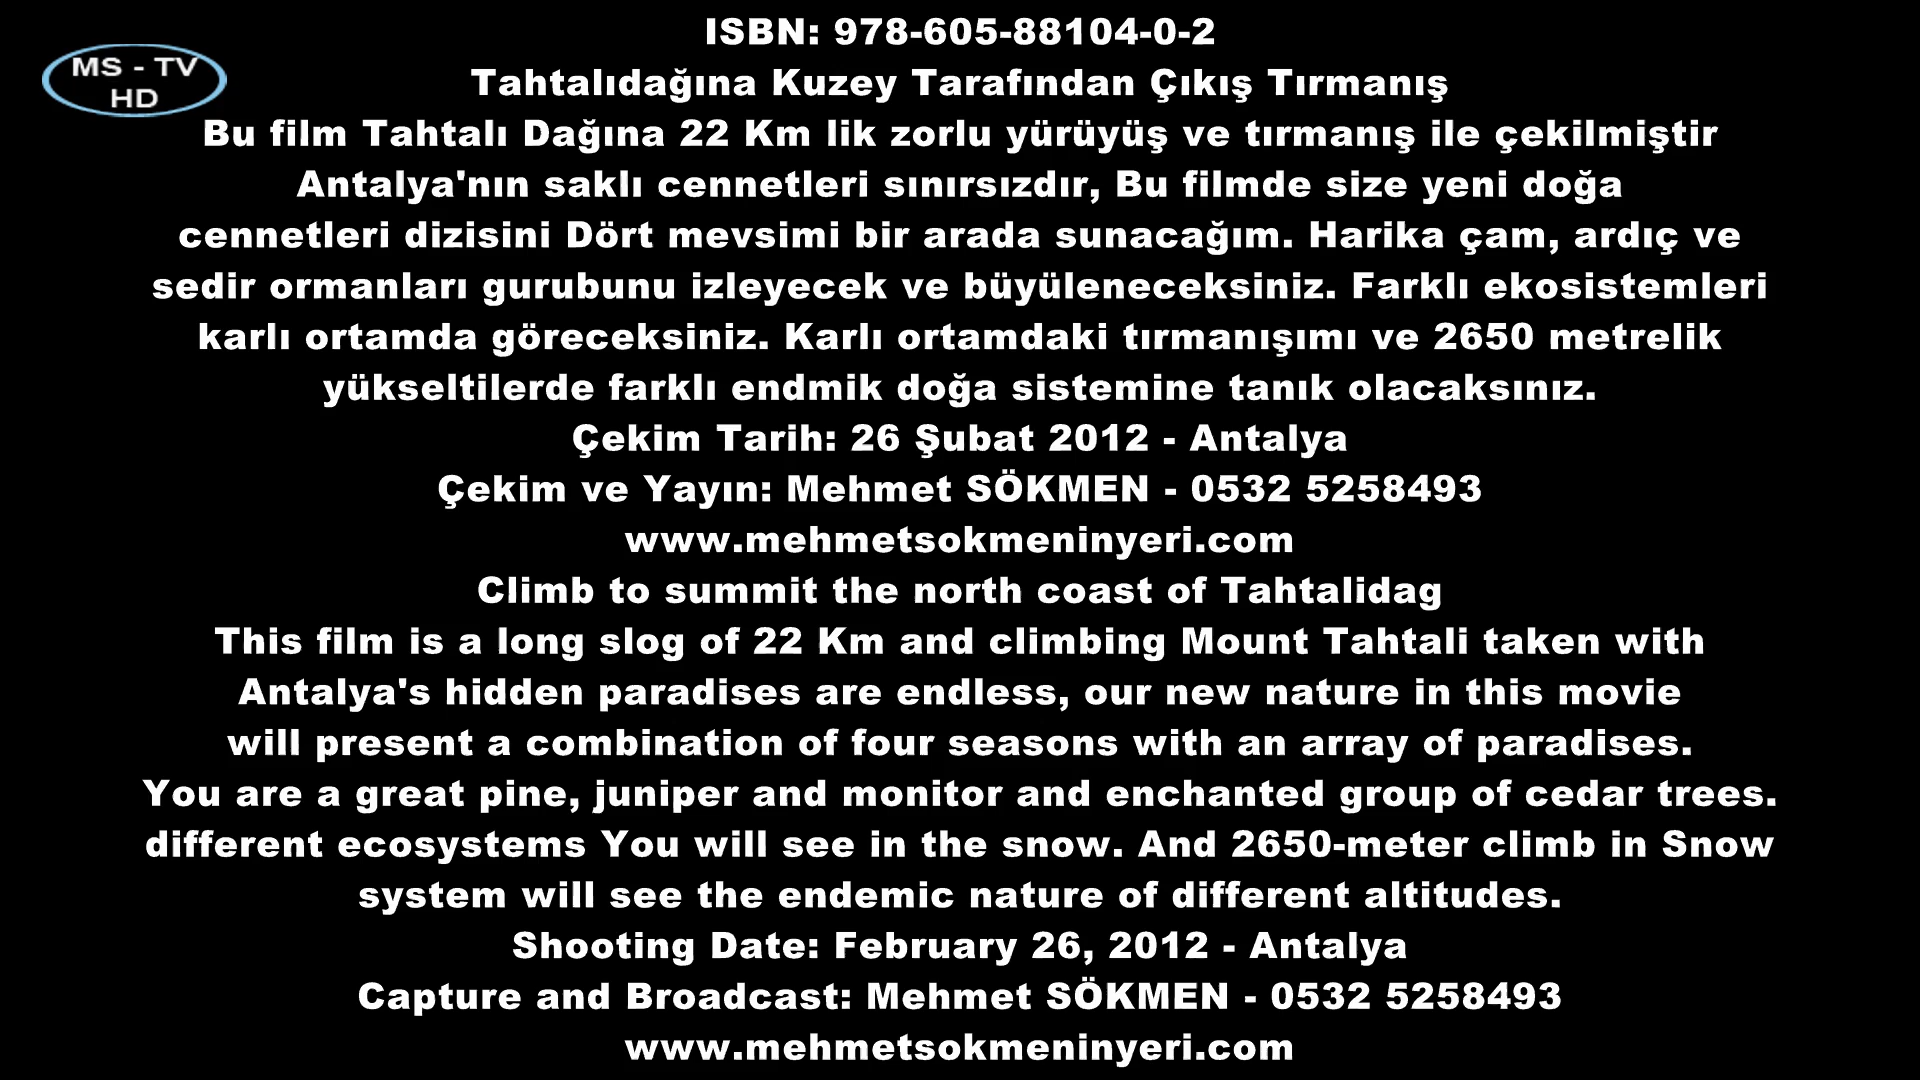 ISBN: 978-605-88104-0-2
MS - TV
HD
Tahtalıdağına Kuzey Tarafından Çıkış Tırmanış
Bu film Tahtalı Dağına 22 Km lik zorlu yürüyüş ve tırmanış ile çekilmiştir
Antalya'nın saklı cennetleri sınırsızdır, Bu filmde size yeni doğa
cennetleri dizisini Dört mevsimi bir arada sunacağım. Harika çam, ardıç ve
sedir ormanları gurubunu izleyecek ve büyüleneceksiniz. Farklı ekosistemleri
karlı ortamda göreceksiniz. Karlı ortamdaki tırmanışımı ve 2650 metrelik
yükseltilerde farklı endmik doğa sistemine tanık olacaksınız.
Çekim Tarih: 26 Şubat 2012 - Antalya
Çekim ve Yayın: Mehmet SÖKMEN - 0532 5258493
www.mehmetsokmeninyeri.com
Climb to summit the north coast of Tahtalidag
This film is a long slog of 22 Km and climbing Mount Tahtali taken with
Antalya's hidden paradises are endless, our new nature in this movie
will present a combination of four seasons with an array of paradises.
You are a great pine, juniper and monitor and enchanted group of cedar trees.
different ecosystems You will see in the snow. And 2650-meter climb in Snow
system will see the endemic nature of different altitudes.
Shooting Date: February 26, 2012 - Antalya
Capture and Broadcast: Mehmet SÖKMEN - 0532 5258493
www.mehmetsokmeninyeri.com